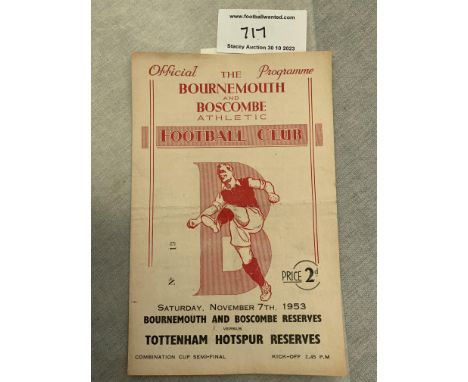 www.footballwanted.com
717
Stacey Auction 30 10 2023
Official THE Programme
BOURNEMOUTH
AND
BOSCOMBE
ATHLETIC
FOOTBALL CLUB
B
No 13
PRICE 2d
SATURDAY, NOVEMBER 7TH, 1953
BOURNEMOUTH AND BOSCOMBE RESERVES
VERSUS
TOTTENHAM HOTSPUR RESERVES
COMBINATION CUP SEMI-FINAL KICK-OFF 2.45 P.M